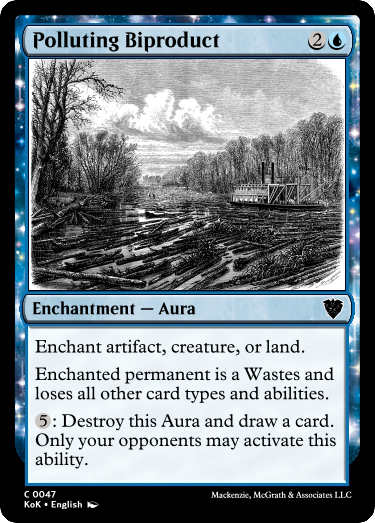 Polluting Biproduct 2
Enchantment — Aura
Enchant artifact, creature, or land.
Enchanted permanent is a Wastes and
loses all other card types and abilities.
5: Destroy this Aura and draw a card.
Only your opponents may activate this
ability.
C 0047
KoK • English Mackenzie, McGrath & Associates LLC